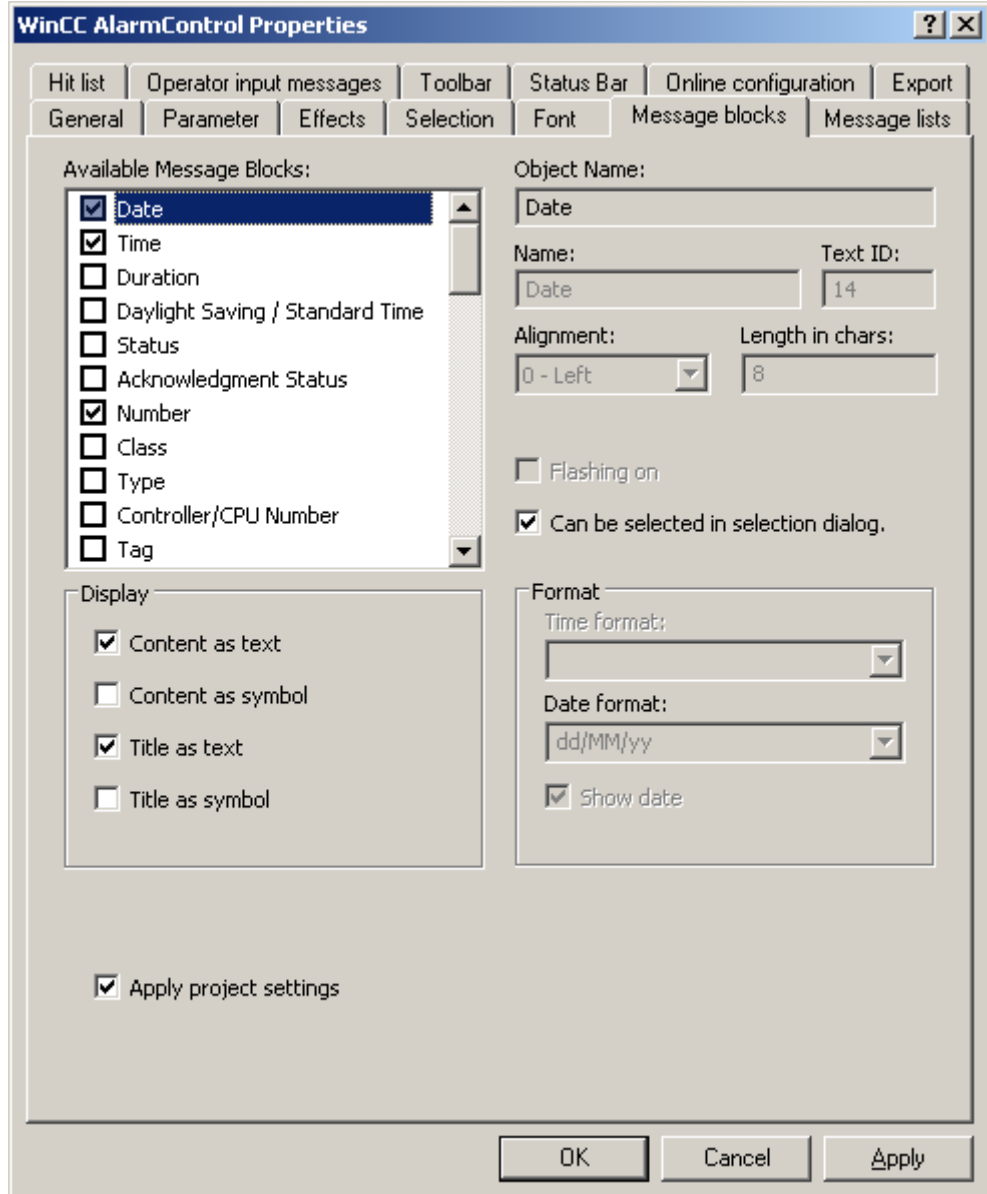 WinCC AlarmControl Properties
Hit list
Operator input messages
Toolbar
Status Bar
Online configuration
Export
General
Parameter
Effects
Selection
Font
Message blocks
Message lists
Available Message Blocks:
Date
Time
Duration
Daylight Saving / Standard Time
Status
Acknowledgment Status
Number
Class
Type
Controller/CPU Number
Tag
Object Name:
Date
Name:
Text ID:
Date
14
Alignment:
Length in chars:
0 - Left
8
Flashing on
Can be selected in selection dialog.
Display
Content as text
Content as symbol
Title as text
Title as symbol
Format
Time format:
Date format:
dd/MM/yy
Show date
Apply project settings
OK
Cancel
Apply